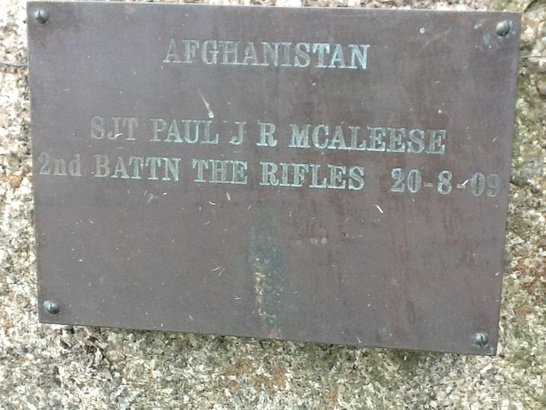 AFGHANISTAN
SJT PAUL J R MCALEESE
2nd BATTN THE RIFLES 20-8-09